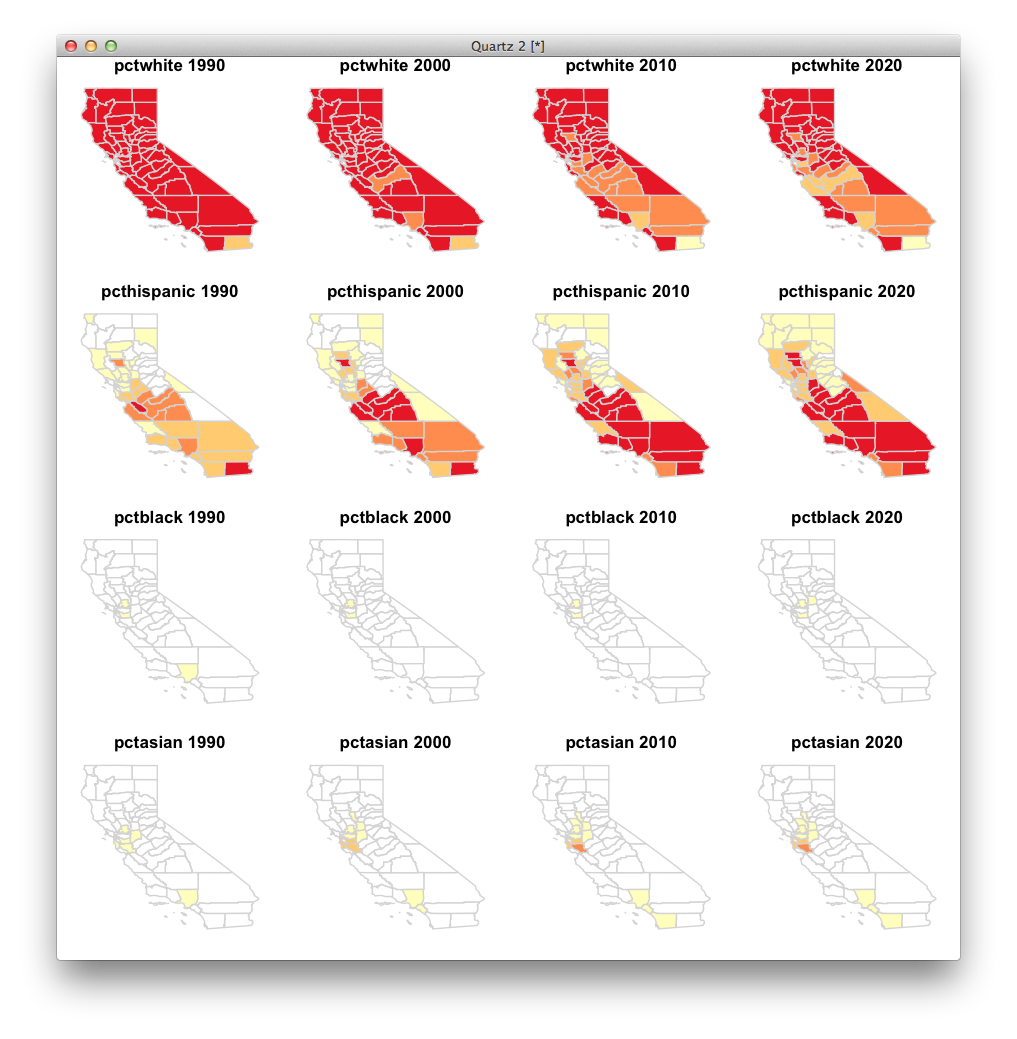 Quartz 2 [*]
pctwhite 1990 pctwhite 2000 pctwhite 2010 pctwhite 2020
pcthispanic 1990 pcthispanic 2000 pcthispanic 2010 pcthispanic 2020
pctblack 1990 pctblack 2000 pctblack 2010 pctblack 2020
pctasian 1990 pctasian 2000 pctasian 2010 pctasian 2020